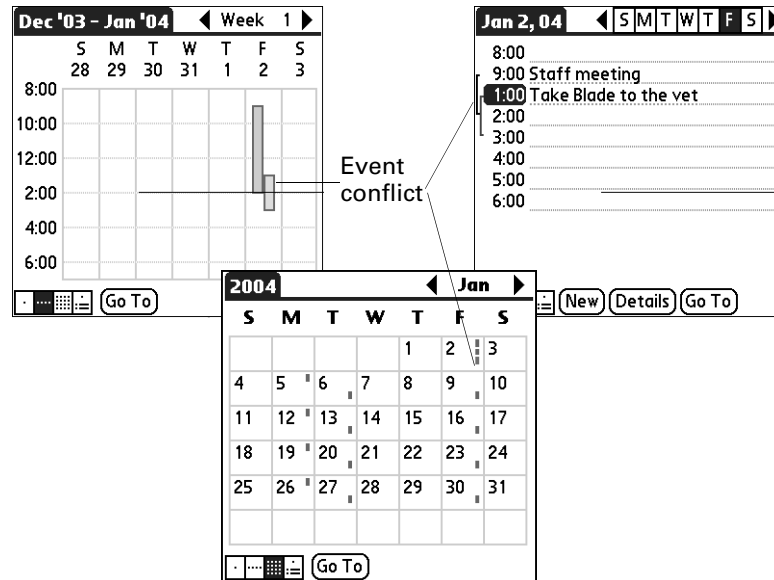 Dec '03 – Jan '04 Week 1
S M T W T F S
28 29 30 31 1 2 3
8:00
10:00
12:00
2:00
4:00
6:00
Go To
Jan 2, 04 S M T W T F S
8:00
9:00 Staff meeting
1:00 Take Blade to the vet
2:00
3:00
4:00
5:00
6:00
New Details Go To
Event
conflict
2004 Jan
S M T W T F S
1 2 3
4 5 6 7 8 9 10
11 12 13 14 15 16 17
18 19 20 21 22 23 24
25 26 27 28 29 30 31
Go To